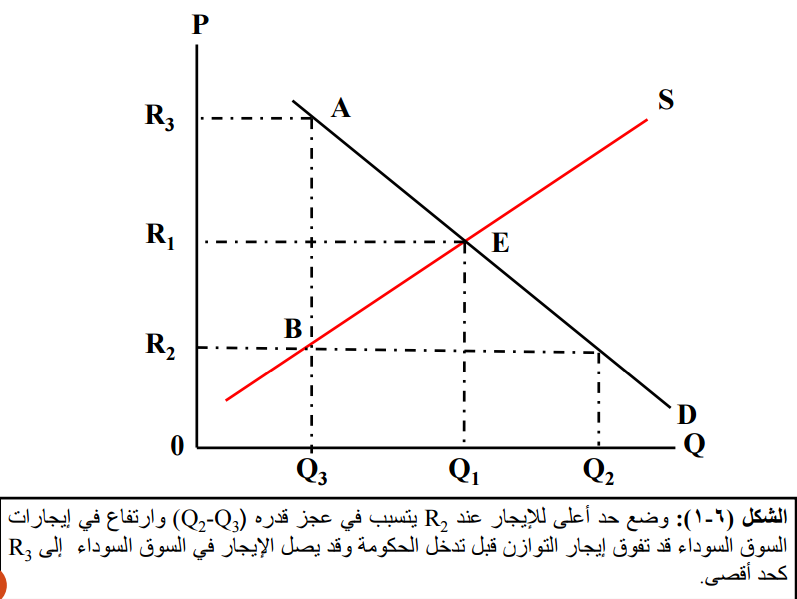 P
R3
A
S
R1
E
B
R2
D
0
Q
Q3
Q1
Q2
الشكل (٦-١): وضع حد أعلى للإيجار عند R2 يتسبب في عجز قدره (Q2-Q3) وارتفاع في إيجارات
السوق السوداء قد تفوق إيجار التوازن قبل تدخل الحكومة وقد يصل الإيجار في السوق السوداء إلى R3
كحد أقصى.